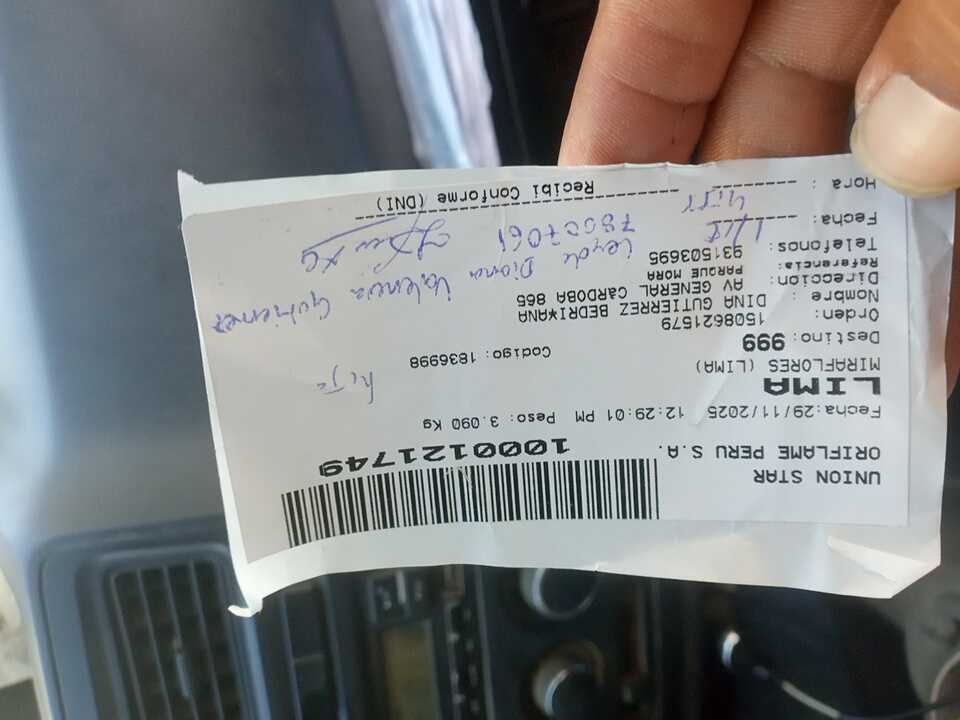 UNION STAR
ORIFLAME PERU S.A.
1000121749
Fecha:29/11/2025 12:29:01 PM Peso: 3.090 Kg
LIMA
MIRAFLORES (LIMA)
Hija
Destino 999 Codigo:1836998
Orden: 1508621579
Nombre : DINA GUTIERREZ BEDRI*ANA
Direccion: AV GENERAL CARDOBA 865
Referencia: PARQUE MORA
Telefonos: 931503695
Diana Valencia Gutierrez
Fecha:
Hora :
Recibi Conforme (DNI)